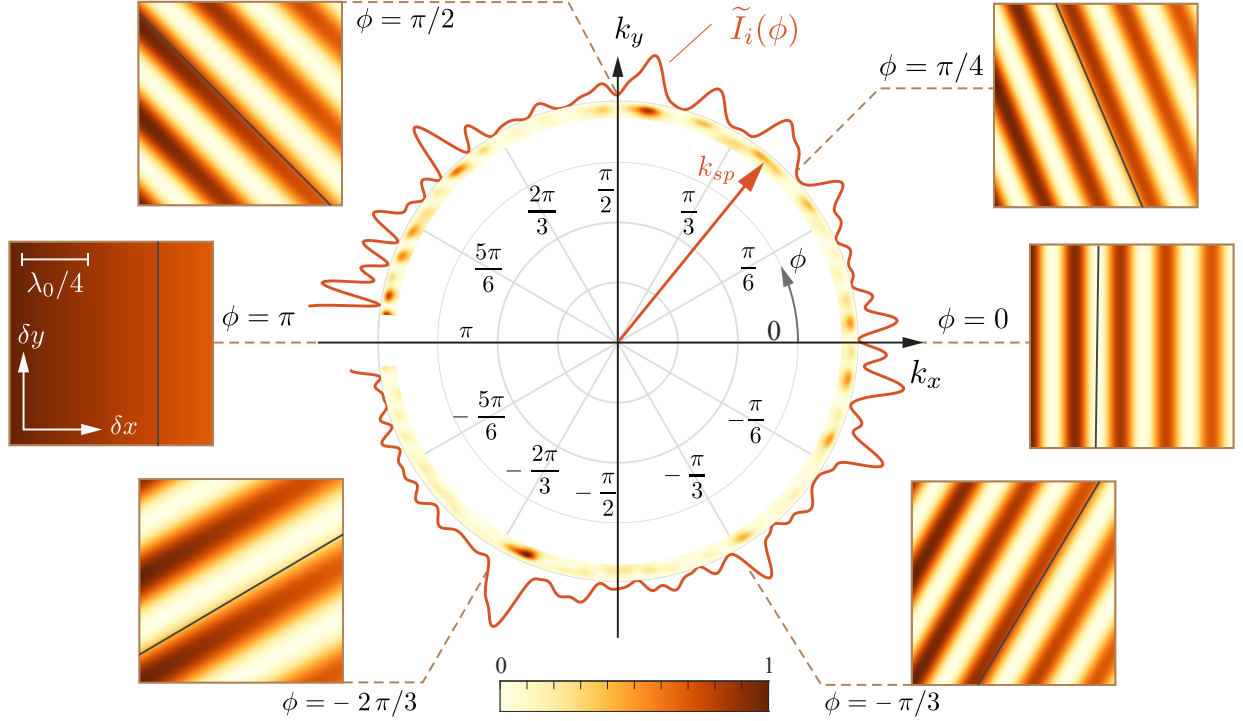 ϕ = π/2
k_y
Ĩ_i(ϕ)
ϕ = π/4
k_sp
2π/3
π/2
π/3
5π/6
π/6
ϕ
λ₀/4
ϕ = π
π
0
ϕ = 0
δy
k_x
δx
− 5π/6
− π/6
− 2π/3
− π/2
− π/3
0
1
ϕ = − 2π/3
ϕ = − π/3